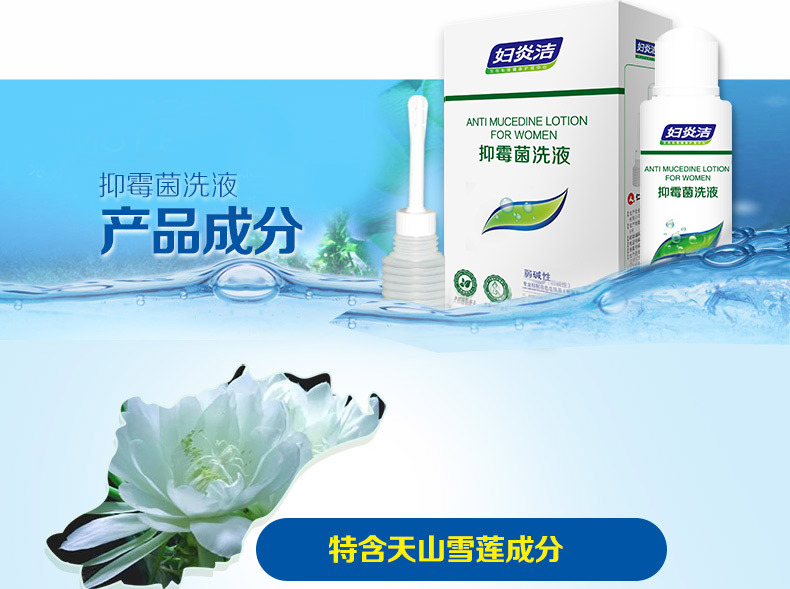 妇炎洁
ANTI MUCEDINE LOTION
FOR WOMEN
抑霉菌洗液
弱碱性
妇炎洁
ANTI MUCEDINE LOTION
FOR WOMEN
抑霉菌洗液
抑霉菌洗液
产品成分
特含天山雪莲成分